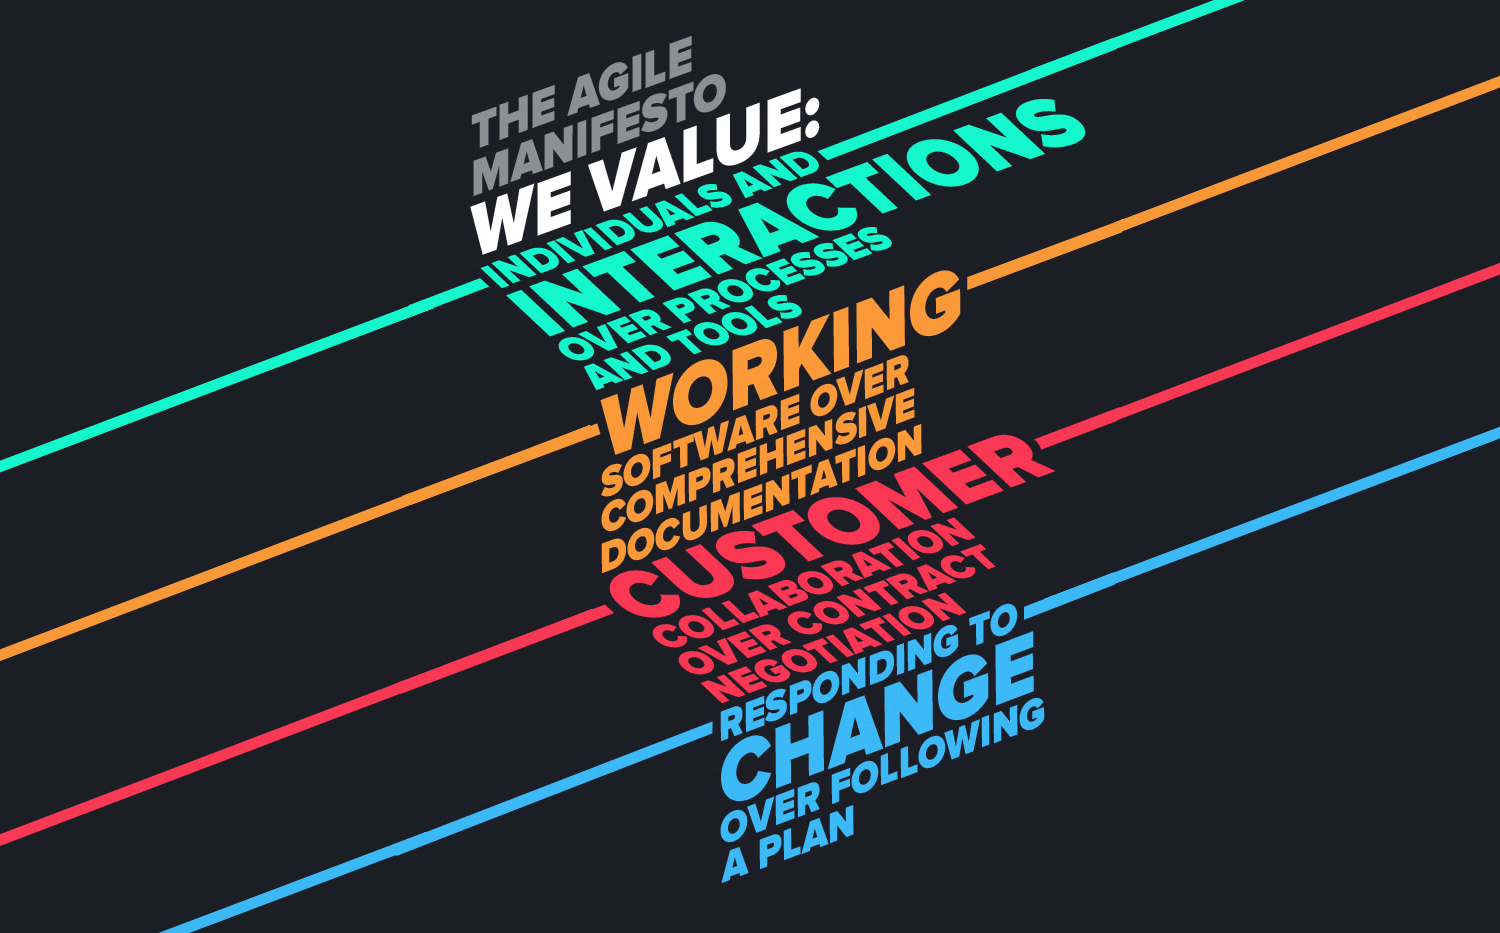 THE AGILE
MANIFESTO
WE VALUE:
INDIVIDUALS AND
INTERACTIONS
OVER PROCESSES
AND TOOLS
WORKING
SOFTWARE OVER
COMPREHENSIVE
DOCUMENTATION
CUSTOMER
COLLABORATION
OVER CONTRACT
NEGOTIATION
RESPONDING TO
CHANGE
OVER FOLLOWING
A PLAN